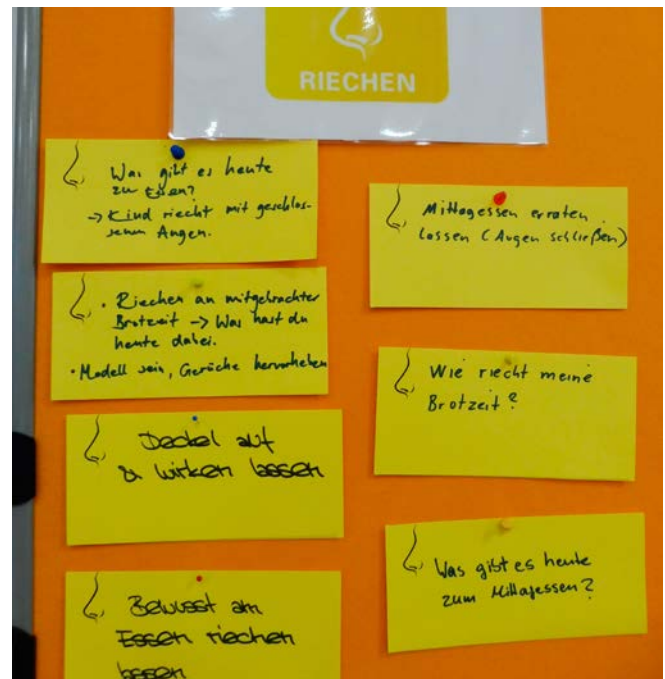 RIECHEN
Was gibt es heute
zum Essen?
→ Kind riecht mit geschlos-
senen Augen.
• Riechen an mitgebrachter
Brotzeit → Was hast du
heute dabei.
• Modell sein, Gerüche hervorheben
Deckel auf
& wirken lassen
Bewusst am
Essen riechen
lassen
Mittagessen erraten
lassen (Augen schließen)
Wie riecht meine
Brotzeit?
Was gibt es heute
zum Mittagessen?